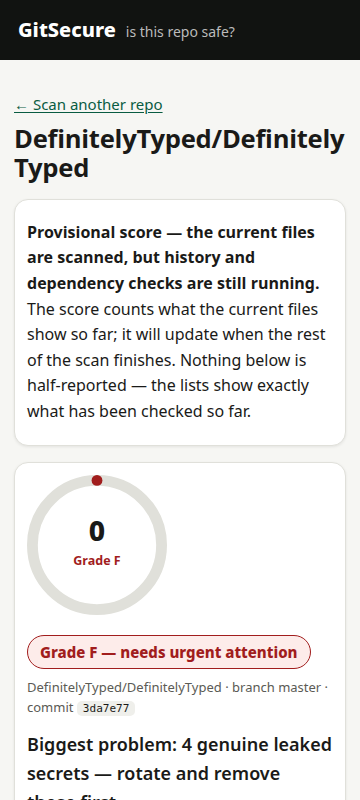 GitSecure is this repo safe?
← Scan another repo
DefinitelyTyped/Definitely
Typed
Provisional score — the current files
are scanned, but history and
dependency checks are still running.
The score counts what the current files
show so far; it will update when the rest
of the scan finishes. Nothing below is
half-reported — the lists show exactly
what has been checked so far.
0
Grade F
Grade F — needs urgent attention
DefinitelyTyped/DefinitelyTyped · branch master ·
commit 3da7e77
Biggest problem: 4 genuine leaked
secrets — rotate and remove
these first